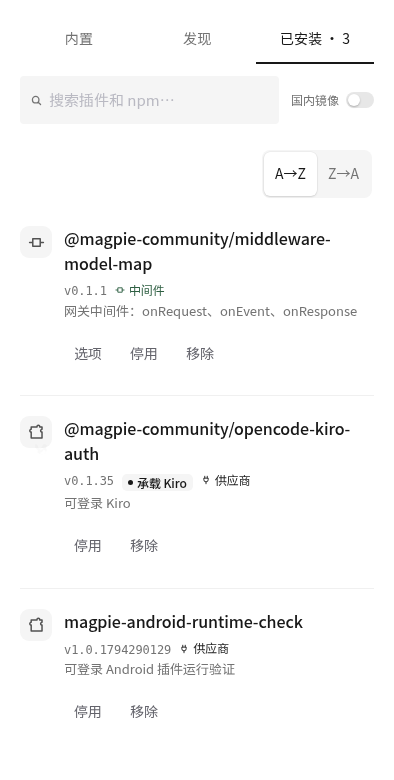 内置
发现
已安装 · 3
搜索插件和 npm…
国内镜像
A→Z
Z→A
@magpie-community/middleware-
model-map
v0.1.1 中间件
网关中间件：onRequest、onEvent、onResponse
选项 停用 移除
@magpie-community/opencode-kiro-
auth
v0.1.35 承载 Kiro 供应商
可登录 Kiro
停用 移除
magpie-android-runtime-check
v1.0.1794290129 供应商
可登录 Android 插件运行验证
停用 移除